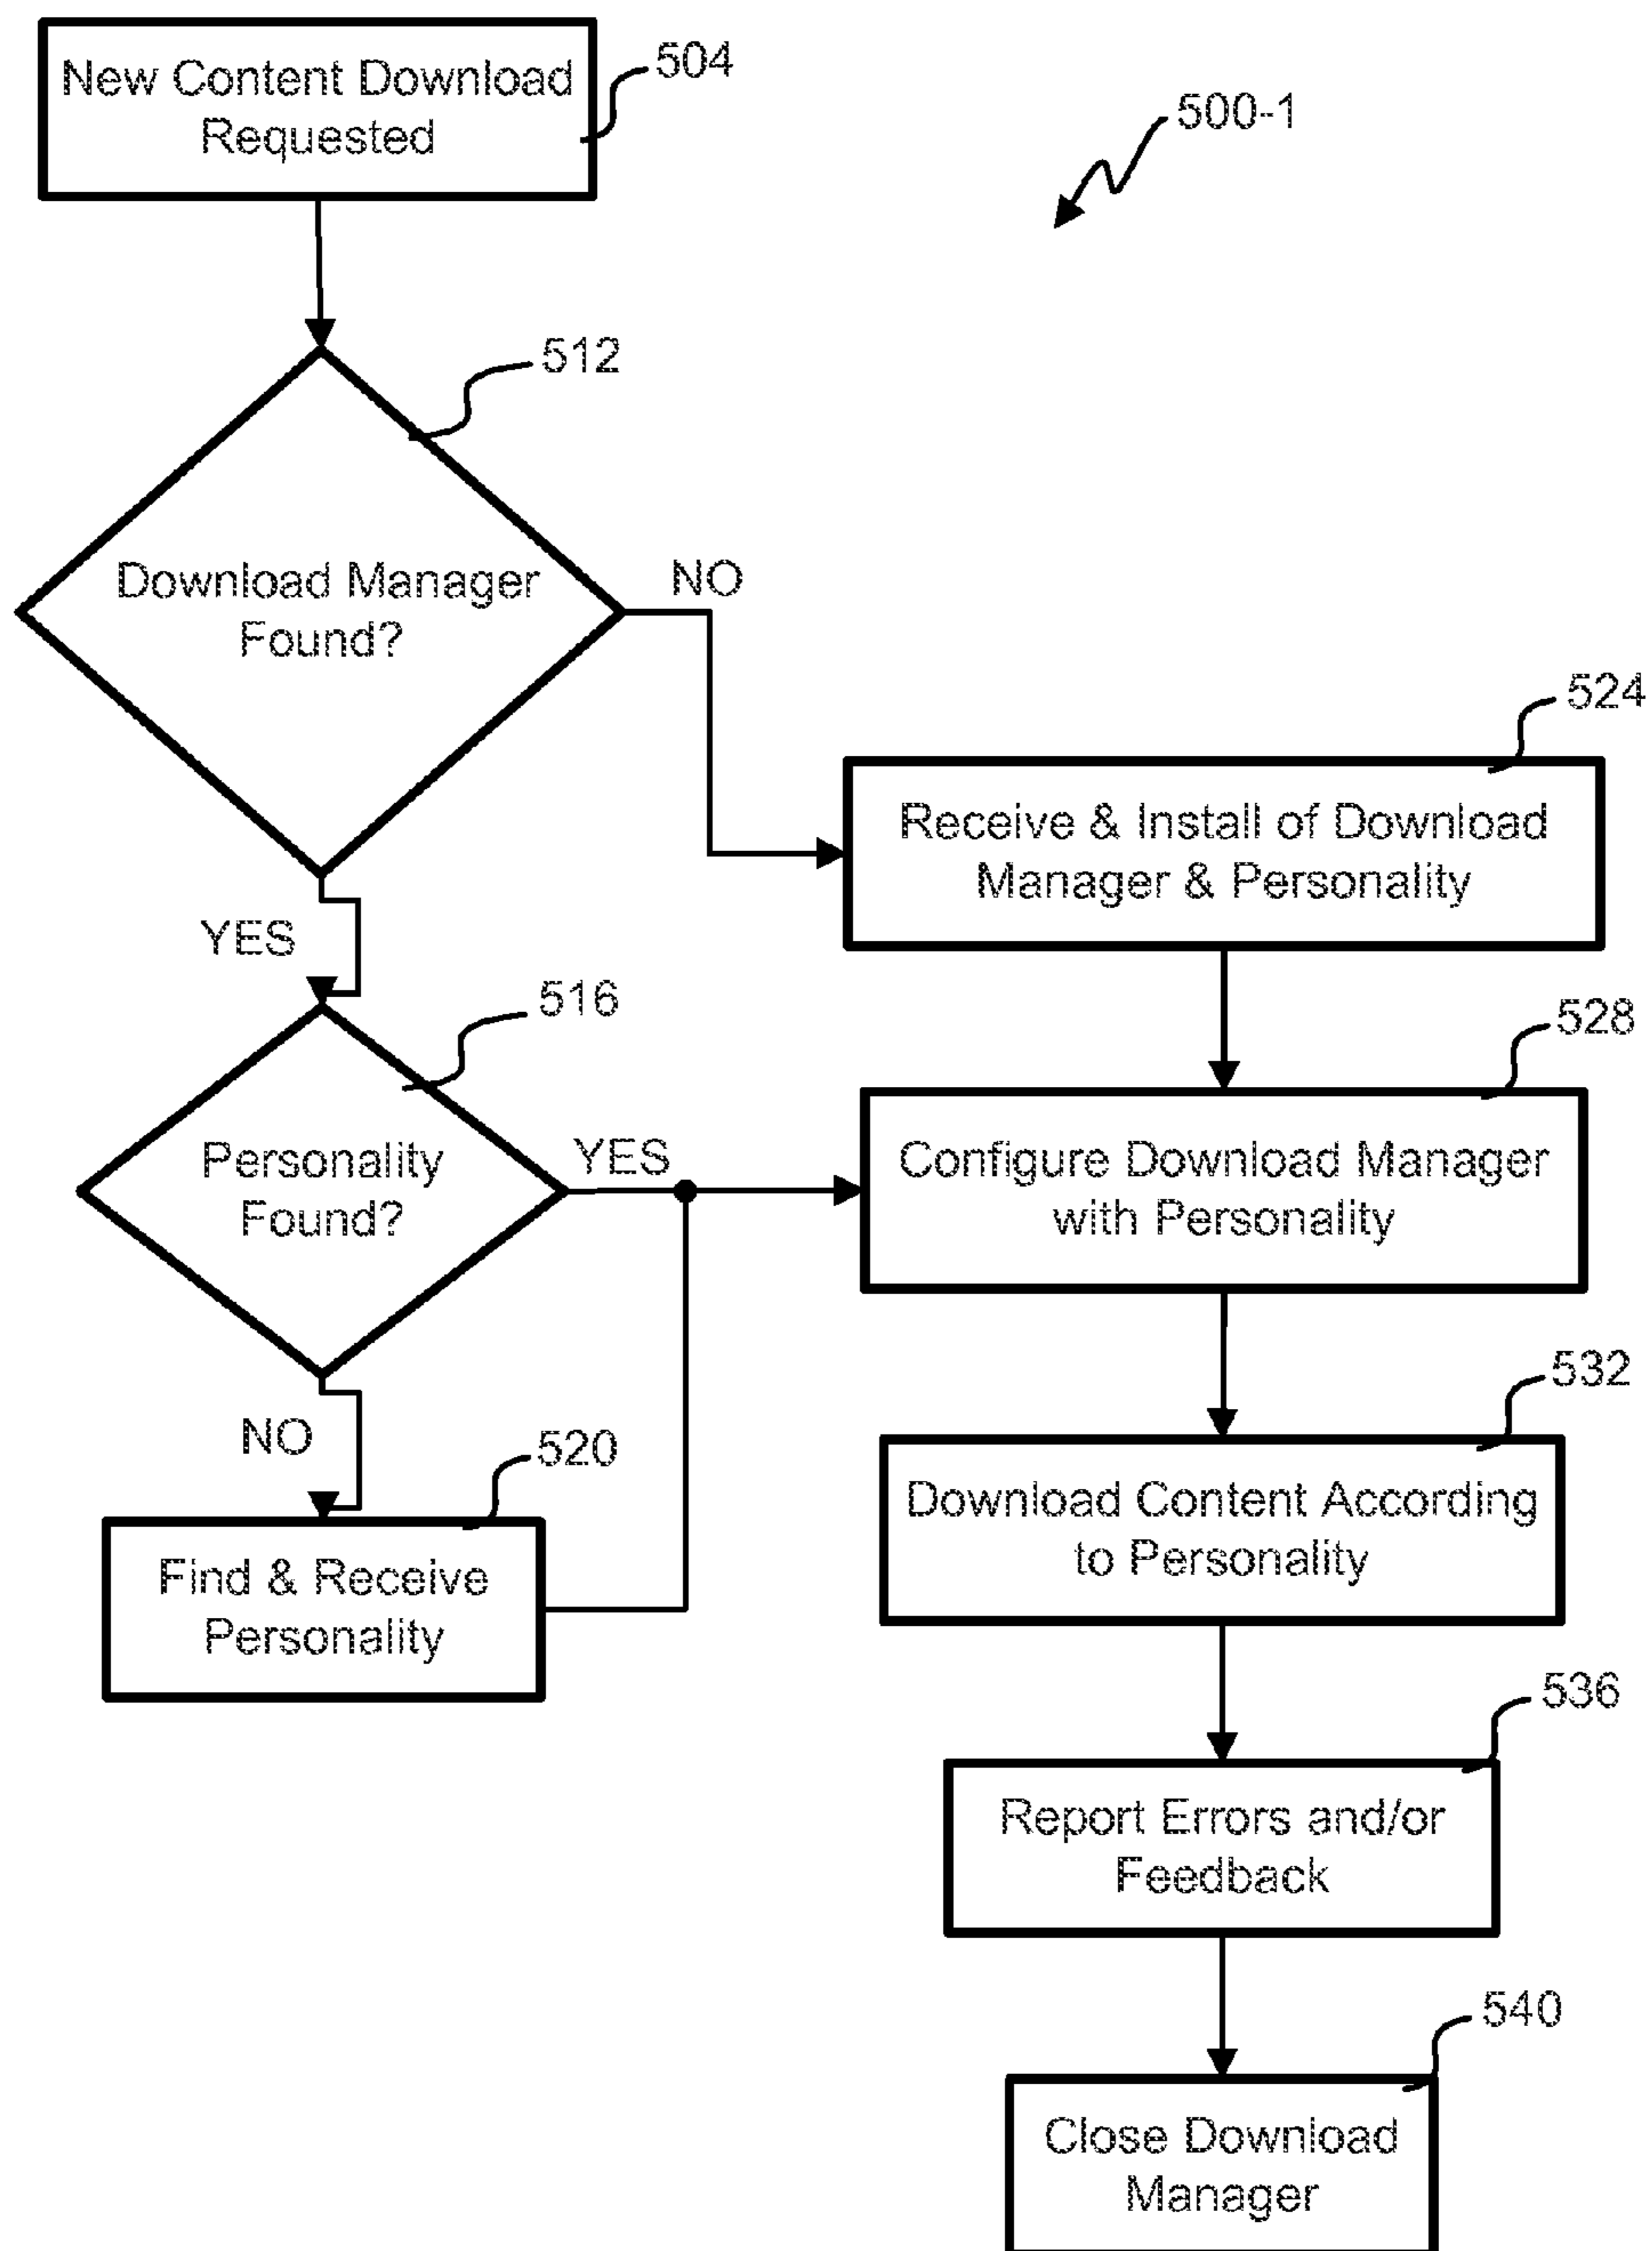 New Content Download
Requested
504
500-1
512
Download Manager
Found?
NO
524
Receive & Install of Download
Manager & Personality
YES
516
528
Personality
Found?
YES
Configure Download Manager
with Personality
532
NO
520
Download Content According
to Personality
Find & Receive
Personality
536
Report Errors and/or
Feedback
540
Close Download
Manager